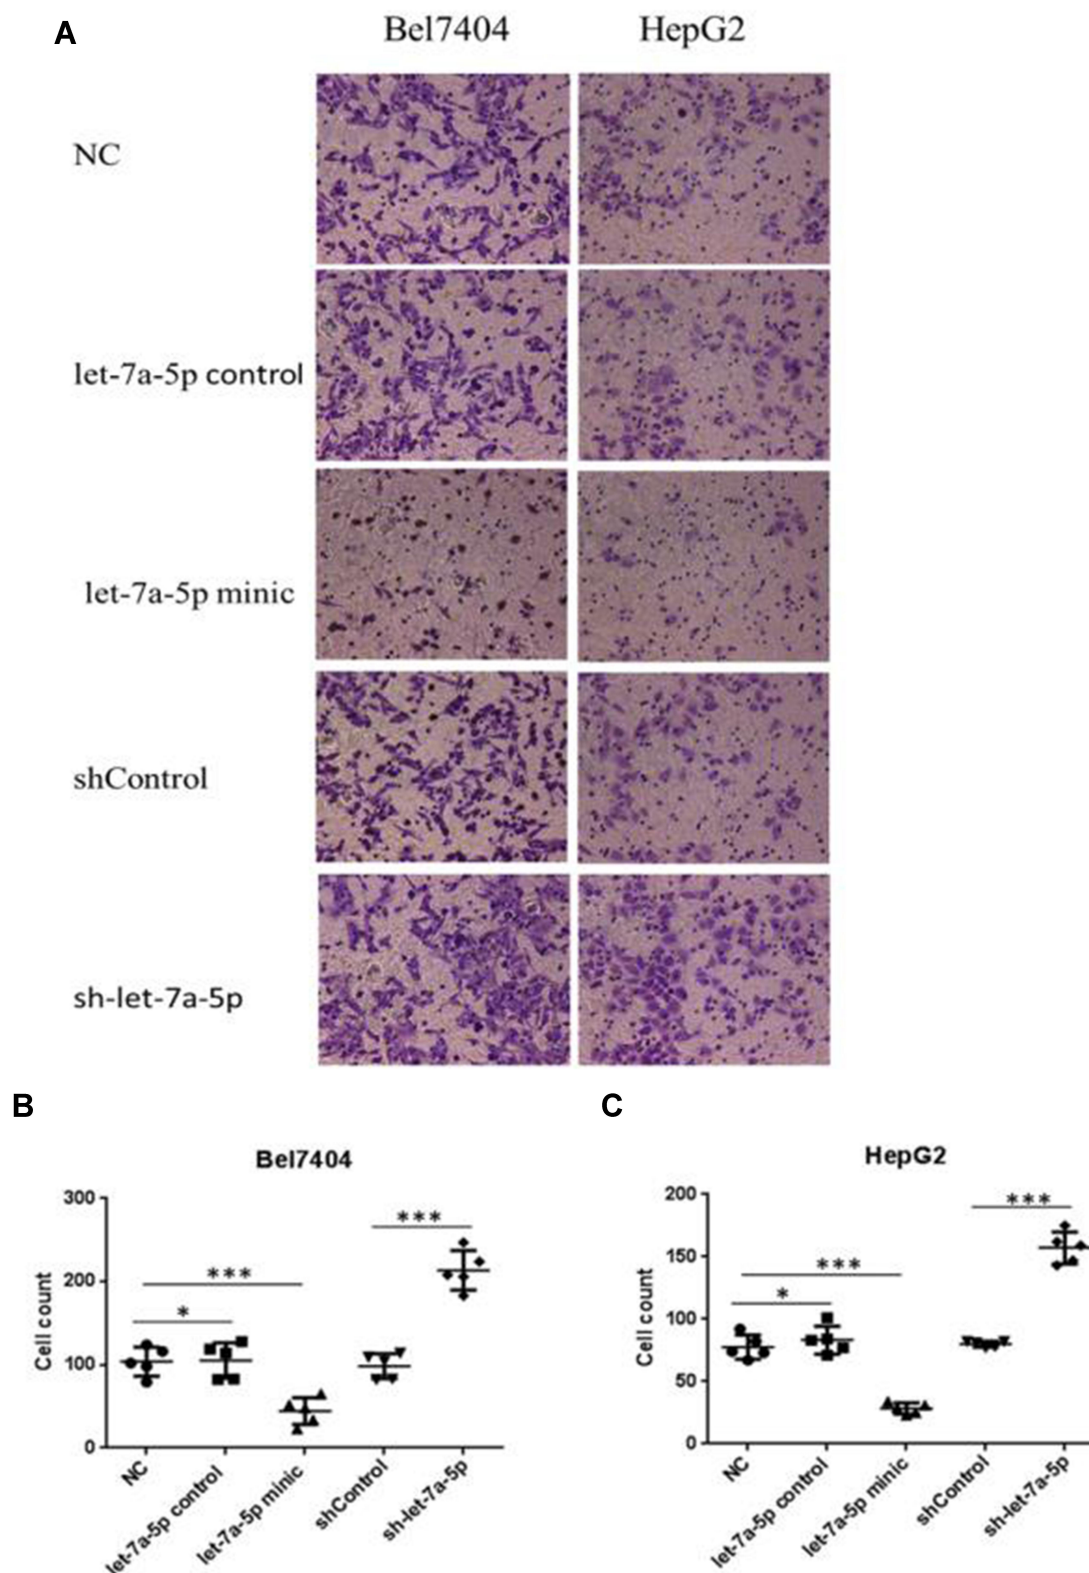 A
Bel7404 HepG2
NC
let-7a-5p control
let-7a-5p minic
shControl
sh-let-7a-5p
B
Bel7404
Cell count
300
200
100
0
*
***
***
NC
let-7a-5p control
let-7a-5p minic
shControl
sh-let-7a-5p
C
HepG2
Cell count
200
150
100
50
0
*
***
***
NC
let-7a-5p control
let-7a-5p minic
shControl
sh-let-7a-5p